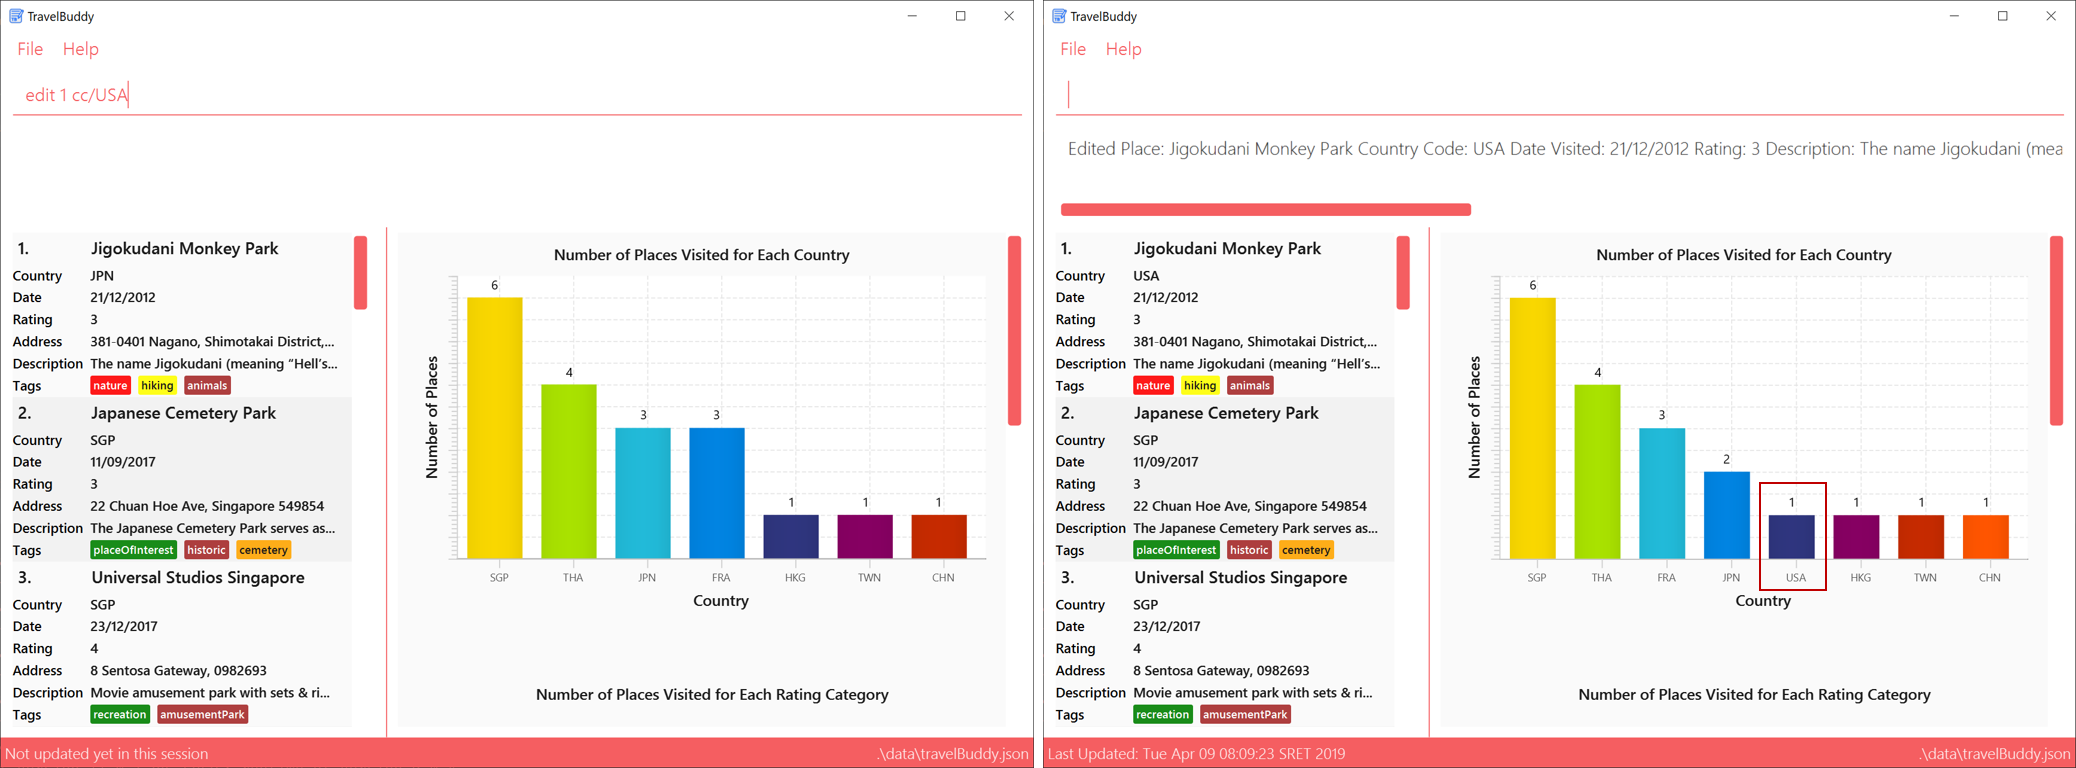 TravelBuddy
File Help
edit 1 cc/USA
1. Jigokudani Monkey Park
Country JPN
Date 21/12/2012
Rating 3
Address 381-0401 Nagano, Shimotakai District,...
Description The name Jigokudani (meaning “Hell’s...
Tags nature hiking animals
2. Japanese Cemetery Park
Country SGP
Date 11/09/2017
Rating 3
Address 22 Chuan Hoe Ave, Singapore 549854
Description The Japanese Cemetery Park serves as...
Tags placeOfInterest historic cemetery
3. Universal Studios Singapore
Country SGP
Date 23/12/2017
Rating 4
Address 8 Sentosa Gateway, 0982693
Description Movie amusement park with sets & ri...
Tags recreation amusementPark
Number of Places Visited for Each Country
Number of Places
6 4 3 3 1 1 1
SGP THA JPN FRA HKG TWN CHN
Country
Number of Places Visited for Each Rating Category
Not updated yet in this session .\data\travelBuddy.json
TravelBuddy
File Help
Edited Place: Jigokudani Monkey Park Country Code: USA Date Visited: 21/12/2012 Rating: 3 Description: The name Jigokudani (mea
1. Jigokudani Monkey Park
Country USA
Date 21/12/2012
Rating 3
Address 381-0401 Nagano, Shimotakai District,...
Description The name Jigokudani (meaning “Hell’s...
Tags nature hiking animals
2. Japanese Cemetery Park
Country SGP
Date 11/09/2017
Rating 3
Address 22 Chuan Hoe Ave, Singapore 549854
Description The Japanese Cemetery Park serves as...
Tags placeOfInterest historic cemetery
3. Universal Studios Singapore
Country SGP
Date 23/12/2017
Rating 4
Address 8 Sentosa Gateway, 0982693
Description Movie amusement park with sets & ri...
Tags recreation amusementPark
Number of Places Visited for Each Country
Number of Places
6 4 3 2 1 1 1 1
SGP THA FRA JPN USA HKG TWN CHN
Country
Number of Places Visited for Each Rating Category
Last Updated: Tue Apr 09 08:09:23 SRET 2019 .\data\travelBuddy.json